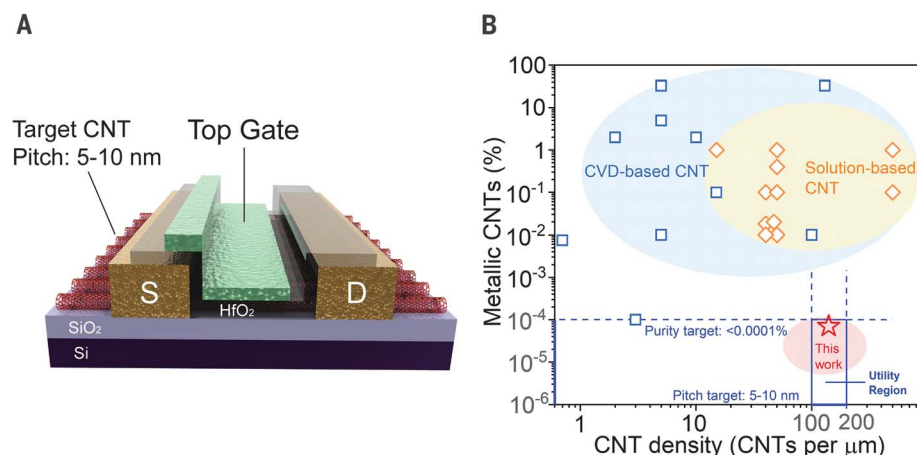 A
Target CNT
Pitch: 5-10 nm
Top Gate
S
D
HfO₂
SiO₂
Si
B
Metallic CNTs (%)
100
10
1
10⁻¹
10⁻²
10⁻³
10⁻⁴
10⁻⁵
10⁻⁶
CVD-based CNT
Solution-based
CNT
Purity target: <0.0001%
This
work
Utility
Region
Pitch target: 5-10 nm
1
10
100
200
CNT density (CNTs per μm)